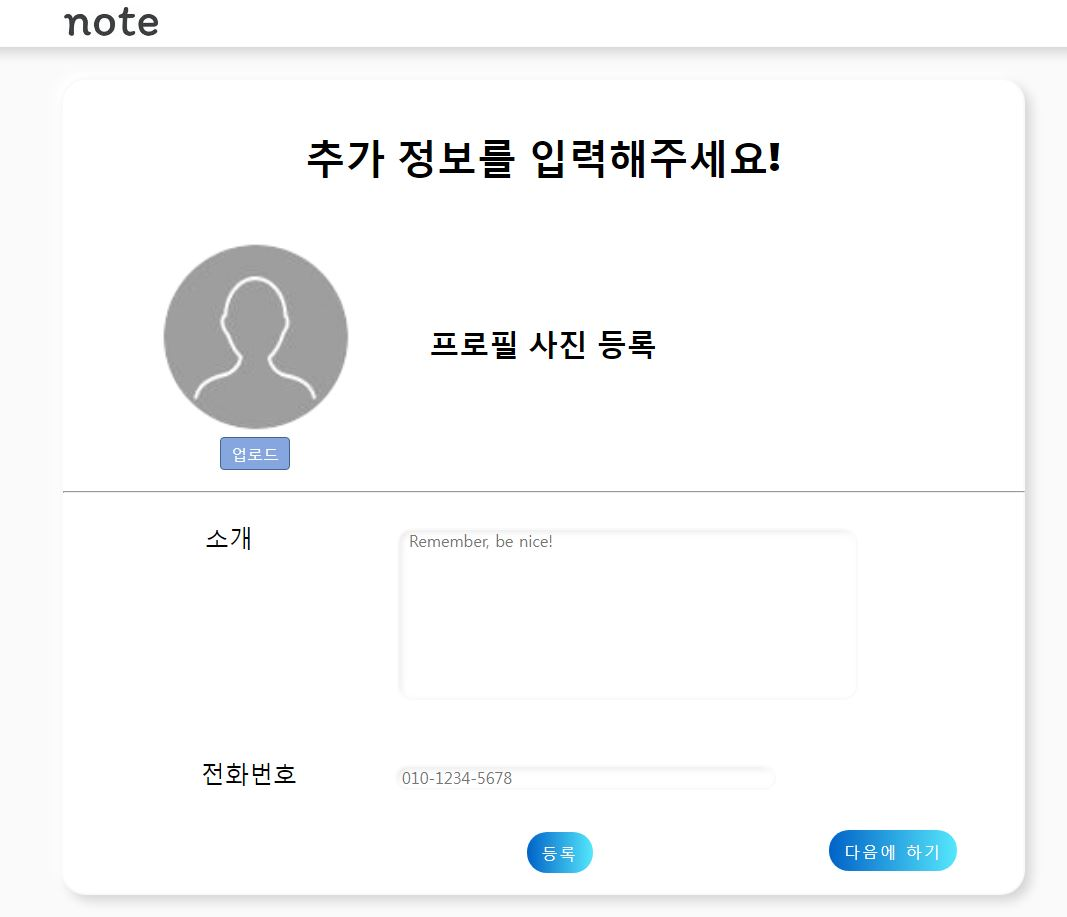 note
추가 정보를 입력해주세요!
프로필 사진 등록
업로드
소개
Remember, be nice!
전화번호
010-1234-5678
등록
다음에 하기